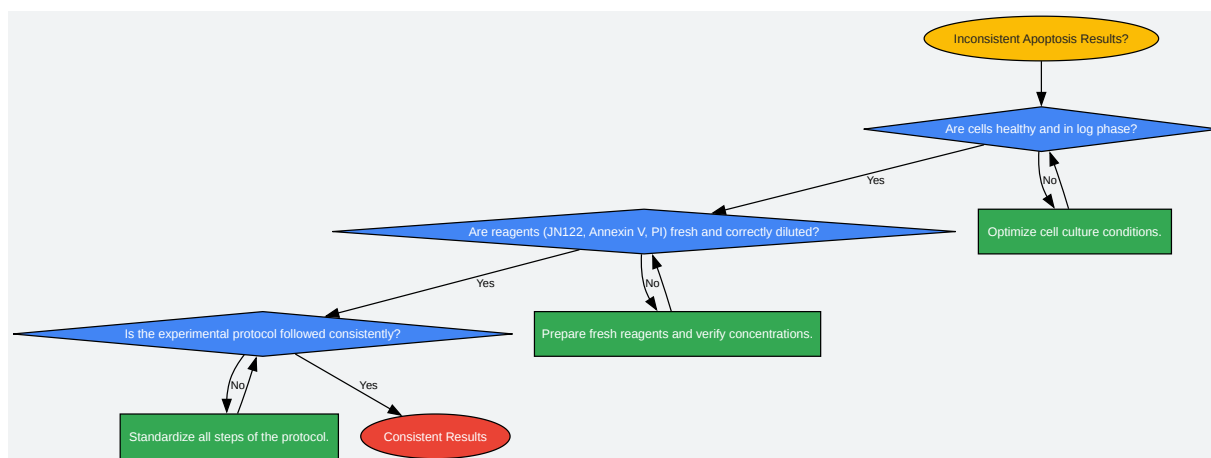 Inconsistent Apoptosis Results?
Are cells healthy and in log phase?
Yes
No
Are reagents (JN122, Annexin V, PI) fresh and correctly diluted?
Optimize cell culture conditions.
Yes
No
Is the experimental protocol followed consistently?
Prepare fresh reagents and verify concentrations.
No
Yes
Standardize all steps of the protocol.
Consistent Results